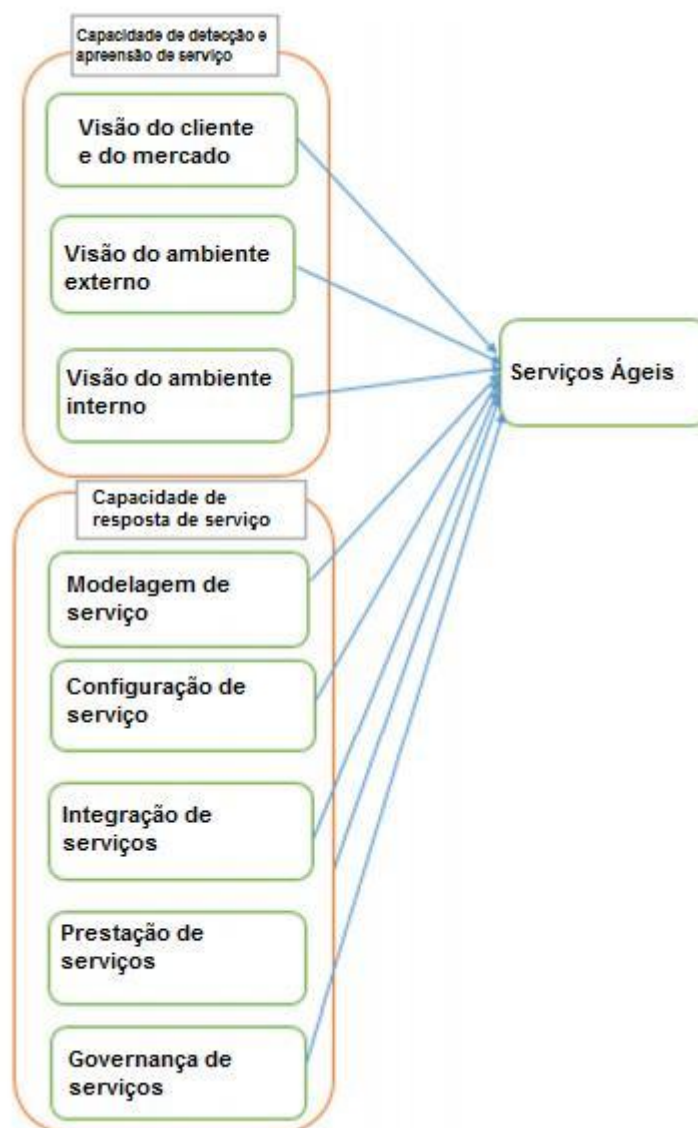 Capacidade de detecção e
apreensão de serviço
Visão do cliente
e do mercado
Visão do ambiente
externo
Visão do ambiente
interno
Serviços Ágeis
Capacidade de
resposta de serviço
Modelagem de
serviço
Configuração de
serviço
Integração de
serviços
Prestação de
serviços
Governança de
serviços